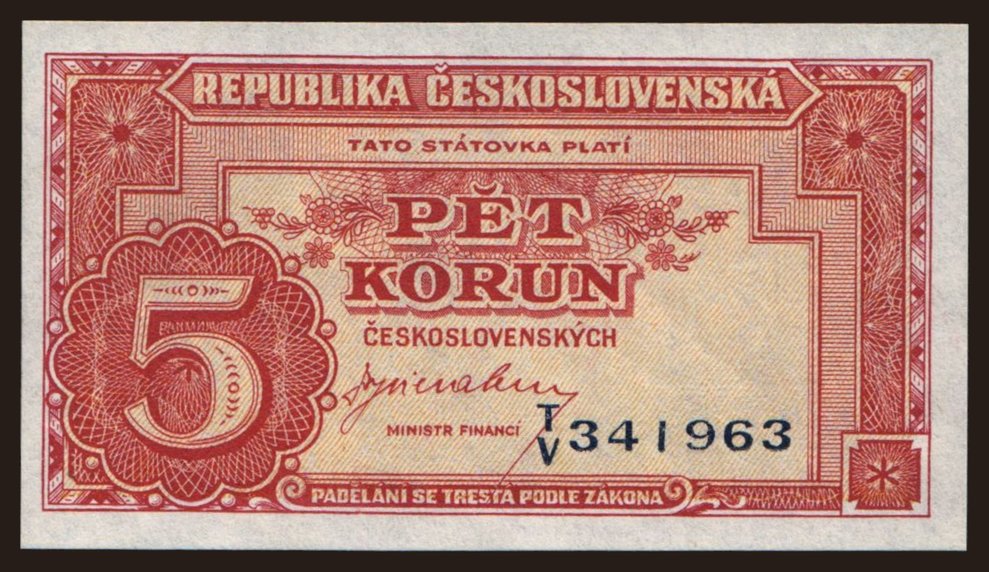 REPUBLIKA ČESKOSLOVENSKÁ
TATO STÁTOVKA PLATÍ
PĚT
KORUN
ČESKOSLOVENSKÝCH
5
MINISTR FINANCÍ
T/V 341963
PADĚLÁNÍ SE TRESTÁ PODLE ZÁKONA